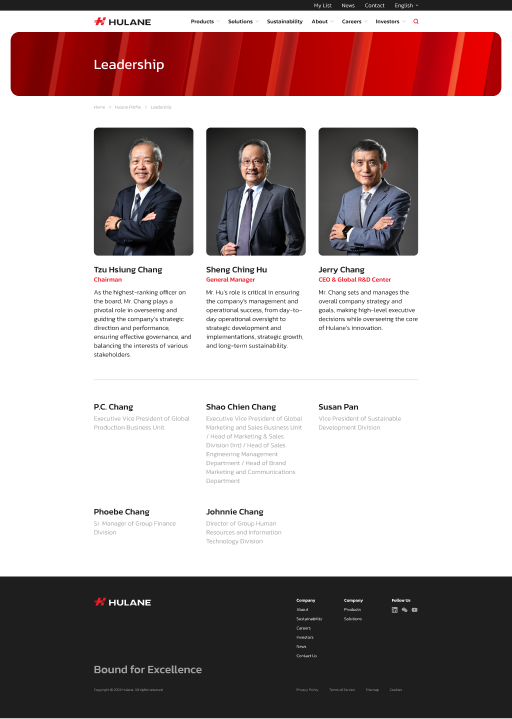 My List News Contact English
HULANE Products Solutions Sustainability About Careers Investors
Leadership
Home > Hulane Profile > Leadership
Tzu Hsiung Chang
Chairman
As the highest-ranking officer on
the board, Mr. Chang plays a
pivotal role in overseeing and
guiding the company's strategic
direction and performance,
ensuring effective governance, and
balancing the interests of various
stakeholders.
Sheng Ching Hu
General Manager
Mr. Hu's role is critical in ensuring
the company's management and
operational success, from day-to-
day operational oversight to
strategic development and
implementations, strategic growth,
and long-term sustainability.
Jerry Chang
CEO & Global R&D Center
Mr. Chang sets and manages the
overall company strategy and
goals, making high-level executive
decisions while overseeing the core
of Hulane's innovation.
P.C. Chang
Executive Vice President of Global
Production Business Unit
Shao Chien Chang
Executive Vice President of Global
Marketing and Sales Business Unit
/ Head of Marketing & Sales
Division (Int) / Head of Sales
Engineering Management
Department / Head of Brand
Marketing and Communications
Department
Susan Pan
Vice President of Sustainable
Development Division
Phoebe Chang
Sr. Manager of Group Finance
Division
Johnnie Chang
Director of Group Human
Resources and Information
Technology Division
HULANE
Bound for Excellence
Company
About
Sustainability
Careers
Investors
News
Contact Us
Company
Products
Solutions
Follow Us
Copyright © Hulane. All rights reserved.
Privacy Policy Terms of Service Sitemap Cookies